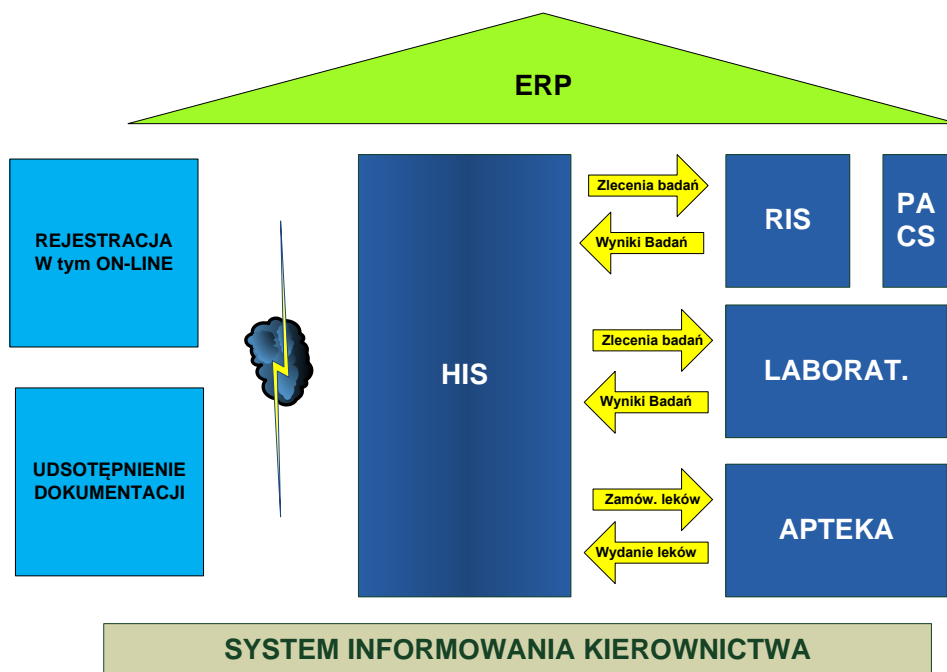 ERP
REJESTRACJA
W tym ON-LINE
UDSOTĘPNIENIE
DOKUMENTACJI
HIS
Zlecenia badań
Wyniki Badań
RIS
PA
CS
Zlecenia badań
Wyniki Badań
LABORAT.
Zamów. leków
Wydanie leków
APTEKA
SYSTEM INFORMOWANIA KIEROWNICTWA